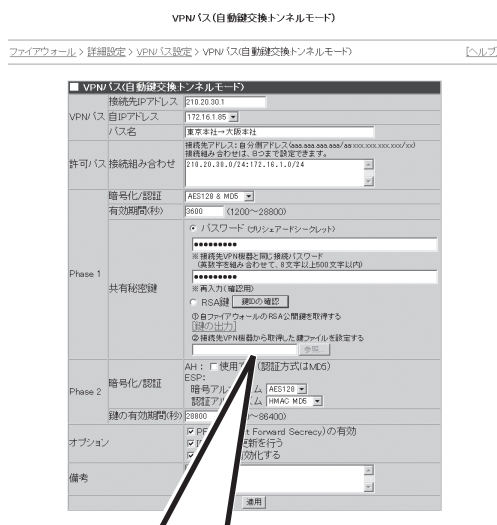 VPNパス(自動鍵交換トンネルモード)
ファイアウォール > 詳細設定 > VPNパス設定 > VPNパス(自動鍵交換トンネルモード) [ヘルプ]
■ VPNパス(自動鍵交換トンネルモード)
VPNパス 接続先IPアドレス 210.20.30.1
自IPアドレス 172.16.1.85
パス名 東京本社→大阪本社
許可パス 接続組み合わせ
接続先アドレス:自分側アドレス(aaa.aaa.aaa.aaa/aa:xxx.xxx.xxx.xxx/xx)
接続組み合わせは、8つまで設定できます。
210.20.30.0/24:172.16.1.0/24
Phase 1
暗号化/認証 AES128 & MD5
有効期間(秒) 3600 (1200～28800)
共有秘密鍵
パスワード(プリシェアードシークレット)
●●●●●●●●●
※接続先VPN機器と同じ接続パスワード
(英数字を組み合わせて、8文字以上500文字以内)
●●●●●●●●●
※再入力(確認用)
RSA鍵 鍵IDの確認
①自ファイアウォールのRSA公開鍵を取得する
[鍵の出力]
②接続先VPN機器から取得した鍵ファイルを設定する
参照...
Phase 2
暗号化/認証
AH: 使用 (認証方式はMD5)
ESP:
暗号アル ム AES128
認証ア ム HMAC MD5
鍵の有効期間(秒) 28800 ～86400)
オプション
PF t Forward Secrecy)の有効
更新を行う
効化する
備考
適用